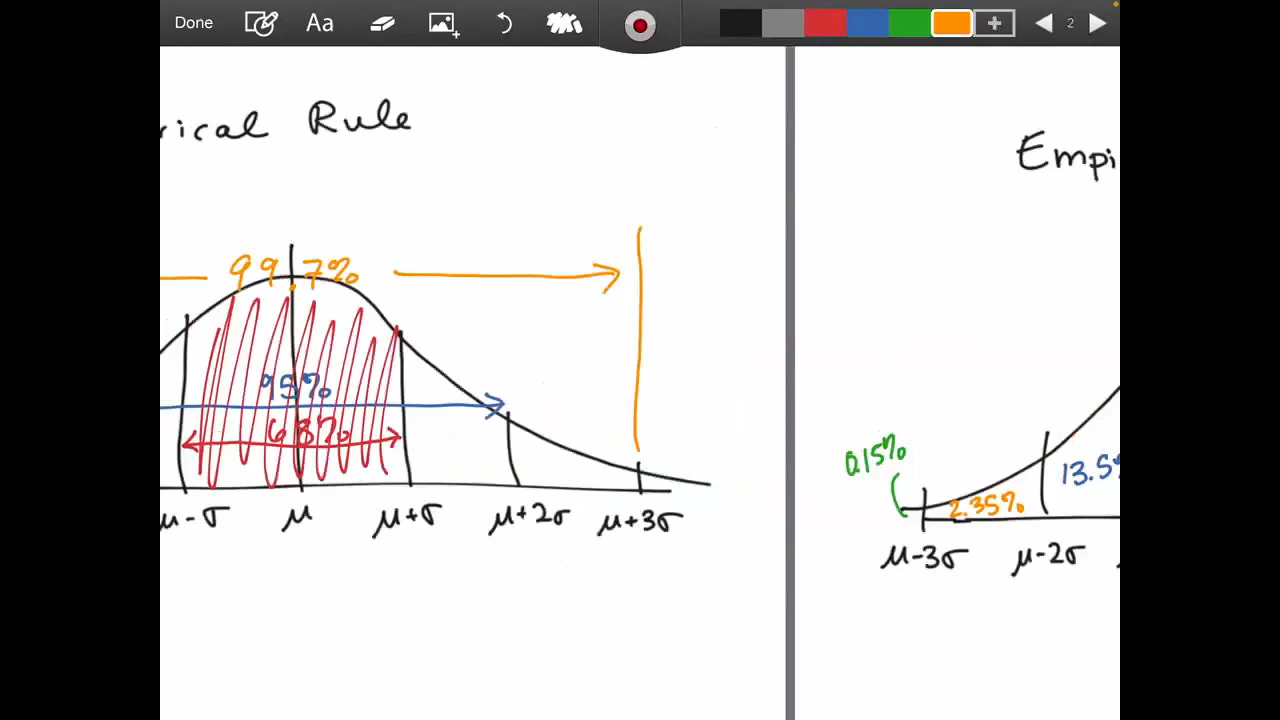 Done Aa 2
rical Rule
99.7%
95%
68%
μ-σ μ μ+σ μ+2σ μ+3σ
Empi
0.15%
2.35% 13.5%
μ-3σ μ-2σ